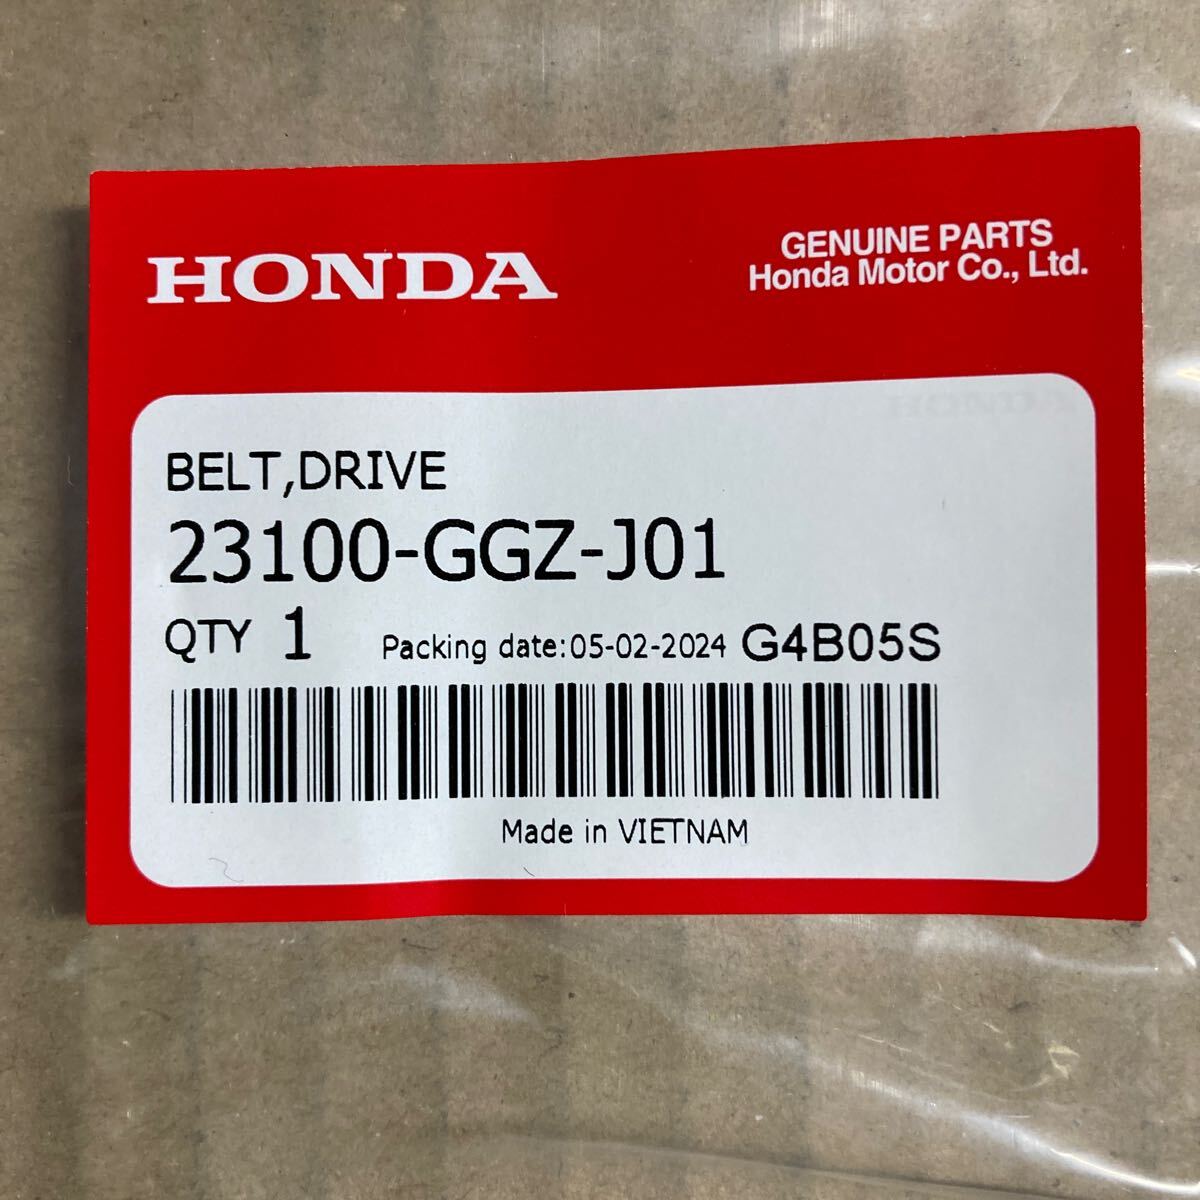 HONDA
GENUINE PARTS
Honda Motor Co., Ltd.
BELT,DRIVE
23100-GGZ-J01
QTY 1 Packing date:05-02-2024 G4B05S
Made in VIETNAM